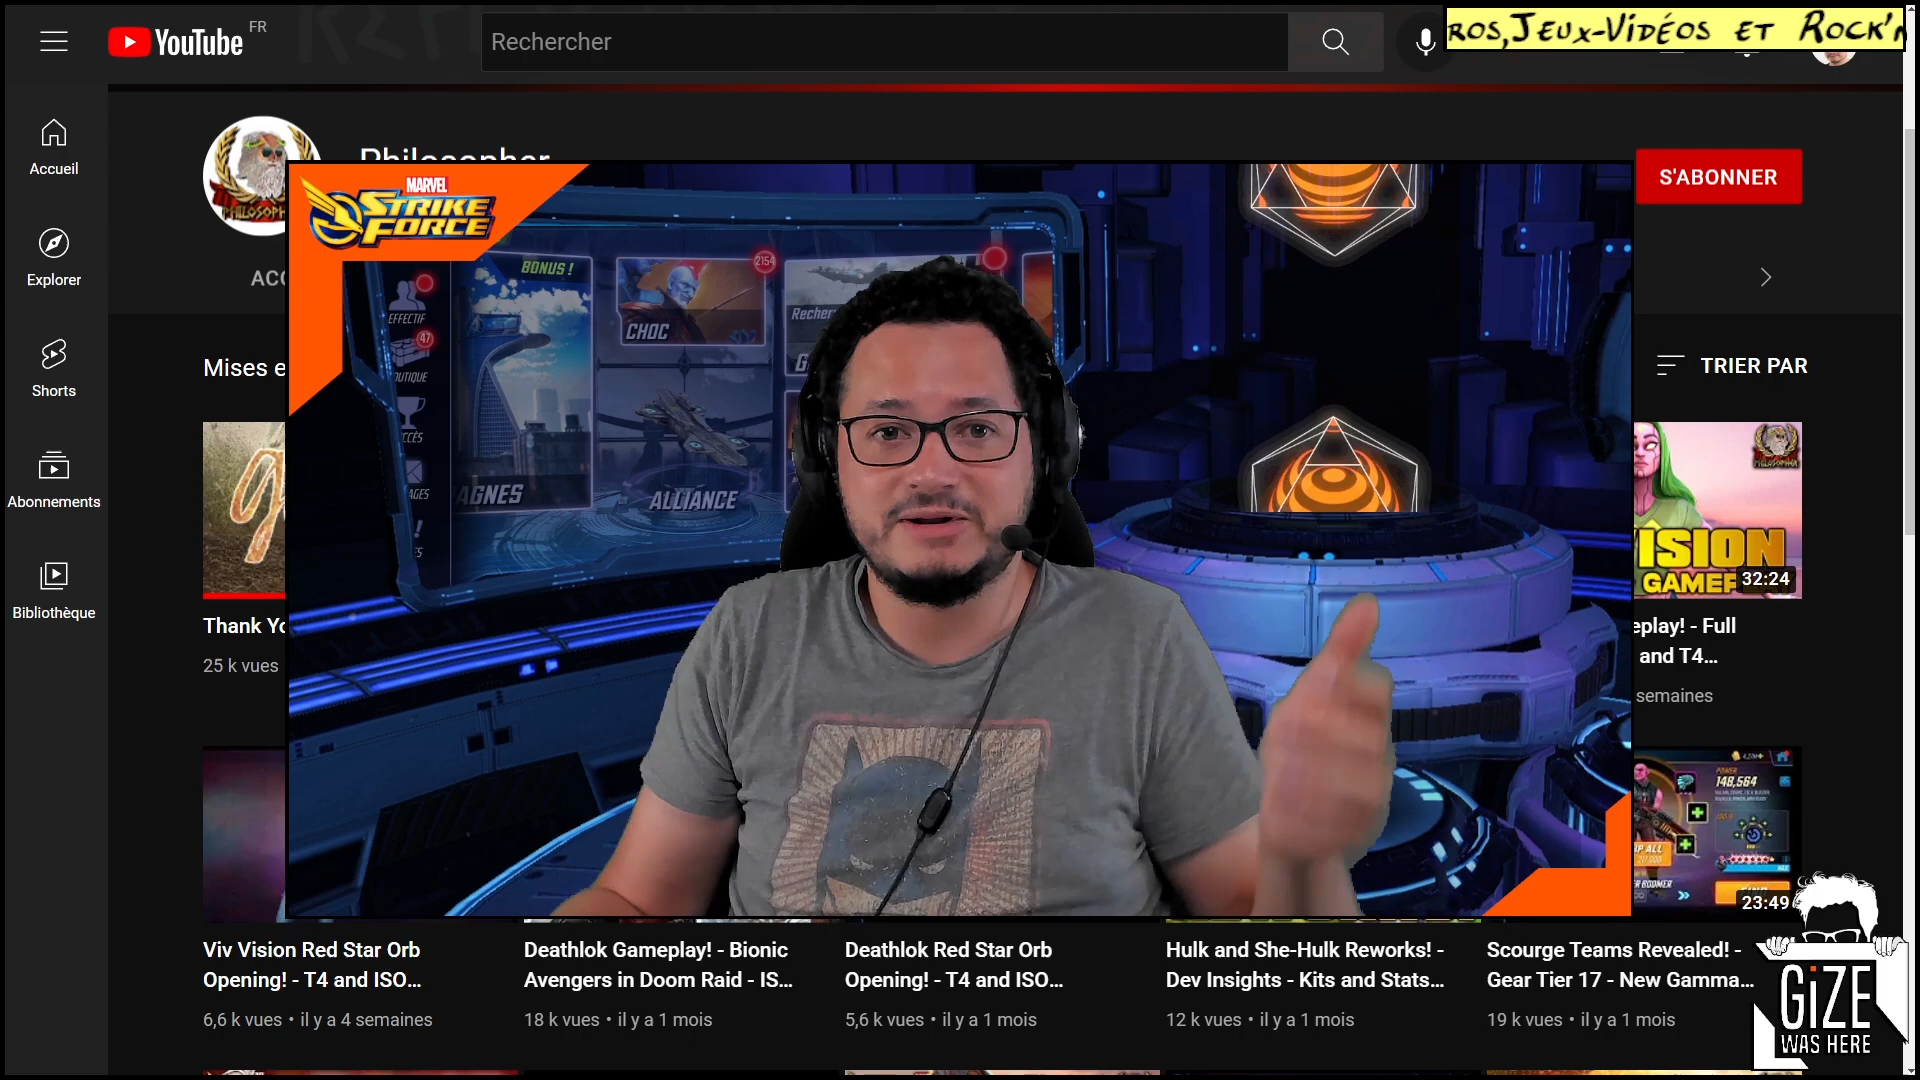 YouTube FR
Rechercher
ROS, JEUX-VIDÉOS ET ROCK'N
Accueil
Explorer
Shorts
Abonnements
Bibliothèque
Philosopher
S'ABONNER
MARVEL
STRIKE
FORCE
BONUS !
2154
EFFECTIF
CHOC
47
ALLIANCE
Mises e
TRIER PAR
PHILOSOPHER
ISION
GAMEP
32:24
Thank Yo
25 k vues
eplay! - Full
and T4...
semaines
148,564
23:49
Viv Vision Red Star Orb
Opening! - T4 and ISO...
6,6 k vues • il y a 4 semaines
Deathlok Gameplay! - Bionic
Avengers in Doom Raid - IS...
18 k vues • il y a 1 mois
Deathlok Red Star Orb
Opening! - T4 and ISO...
5,6 k vues • il y a 1 mois
Hulk and She-Hulk Reworks! -
Dev Insights - Kits and Stats...
12 k vues • il y a 1 mois
Scourge Teams Revealed! -
Gear Tier 17 - New Gamma...
19 k vues • il y a 1 mois
GiZE
WAS HERE